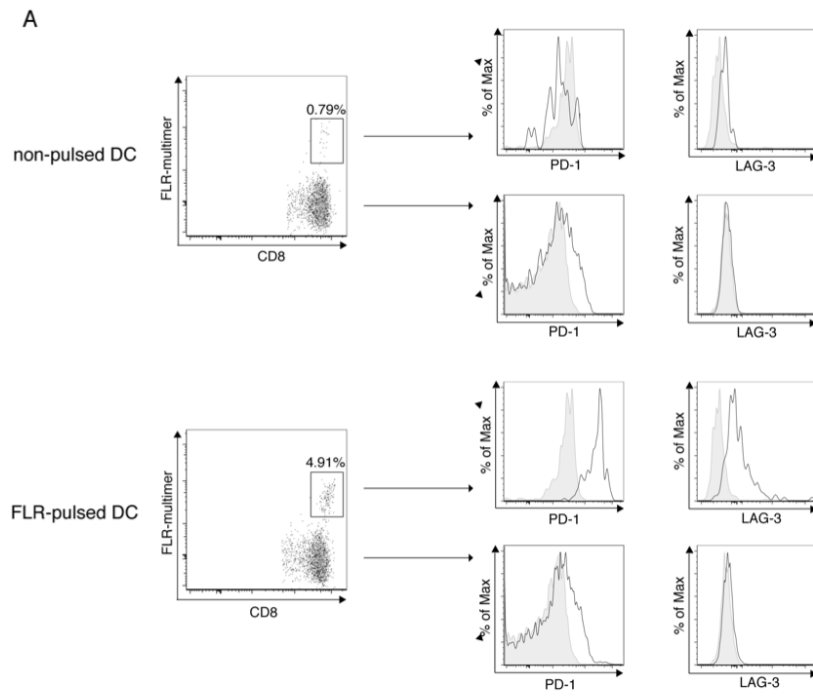 A
non-pulsed DC
FLR-multimer
0.79%
CD8
% of Max
PD-1
% of Max
LAG-3
% of Max
PD-1
% of Max
LAG-3
FLR-pulsed DC
FLR-multimer
4.91%
CD8
% of Max
PD-1
% of Max
LAG-3
% of Max
PD-1
% of Max
LAG-3